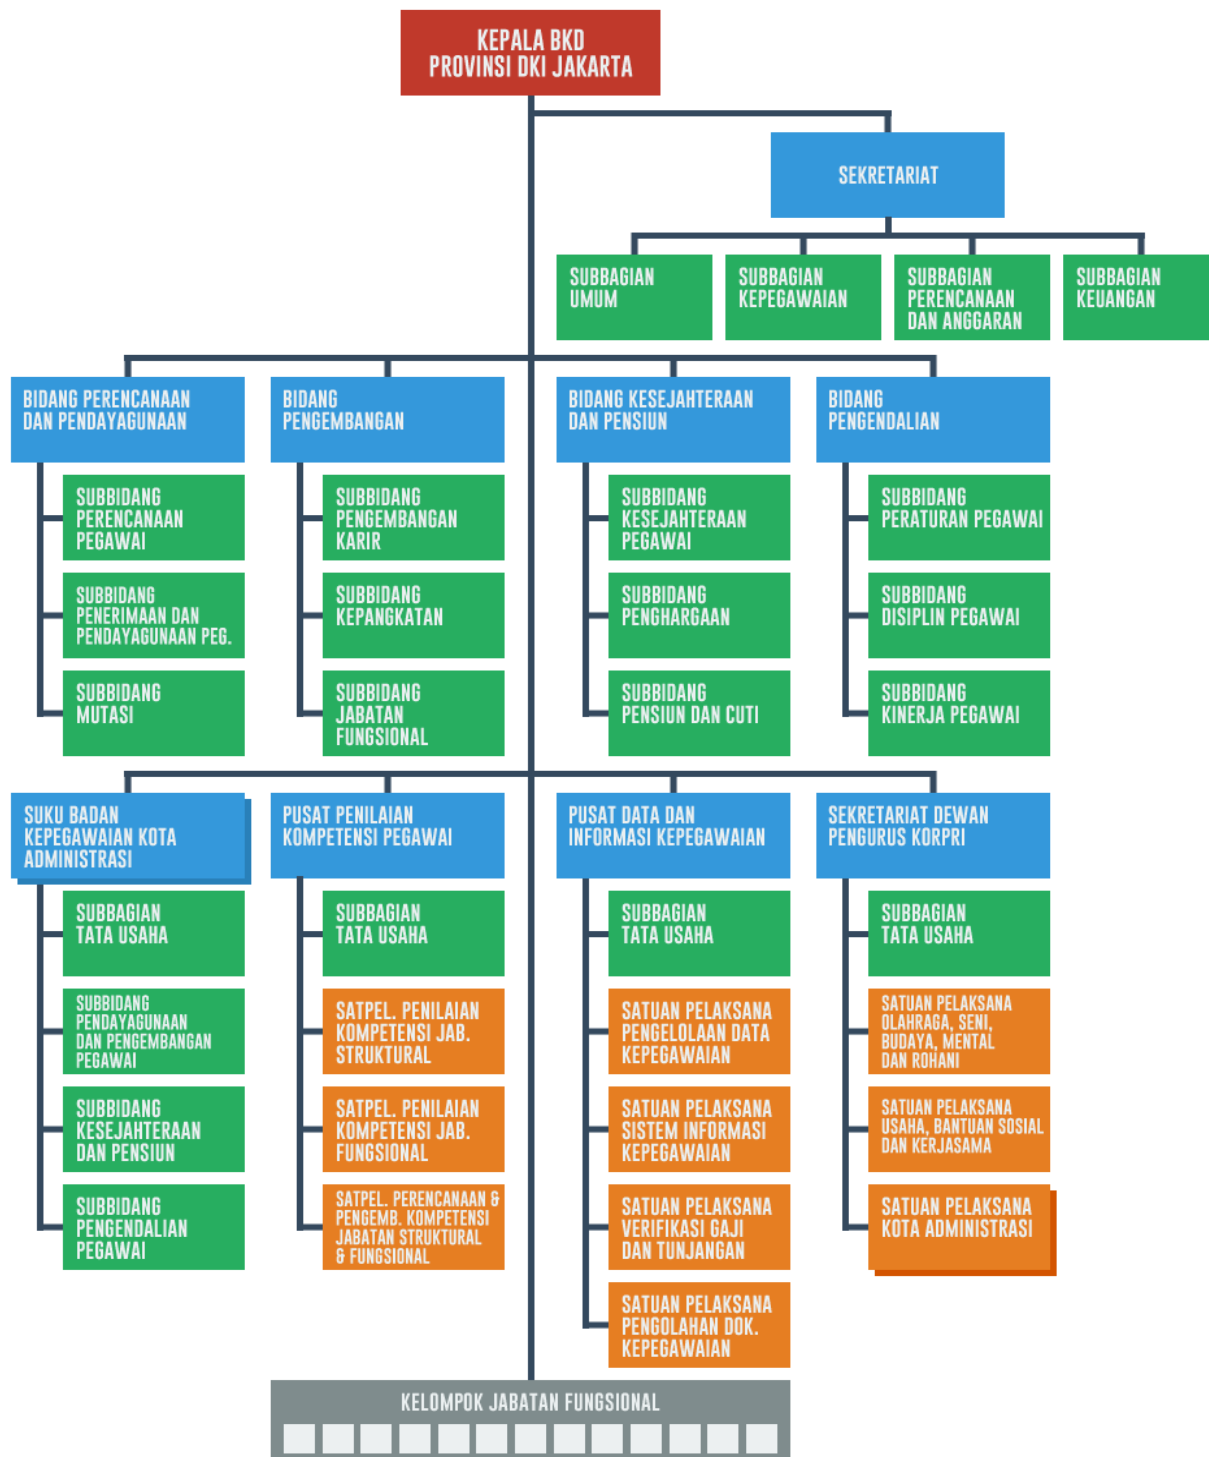 KEPALA BKD
PROVINSI DKI JAKARTA
SEKRETARIAT
SUBBAGIAN
UMUM
SUBBAGIAN
KEPEGAWAIAN
SUBBAGIAN
PERENCANAAN
DAN ANGGARAN
SUBBAGIAN
KEUANGAN
BIDANG PERENCANAAN
DAN PENDAYAGUNAAN
SUBBIDANG
PERENCANAAN
PEGAWAI
SUBBIDANG
PENERIMAAN DAN
PENDAYAGUNAAN PEG.
SUBBIDANG
MUTASI
BIDANG
PENGEMBANGAN
SUBBIDANG
PENGEMBANGAN
KARIR
SUBBIDANG
KEPANGKATAN
SUBBIDANG
JABATAN
FUNGSIONAL
BIDANG KESEJAHTERAAN
DAN PENSIUN
SUBBIDANG
KESEJAHTERAAN
PEGAWAI
SUBBIDANG
PENGHARGAAN
SUBBIDANG
PENSIUN DAN CUTI
BIDANG
PENGENDALIAN
SUBBIDANG
PERATURAN PEGAWAI
SUBBIDANG
DISIPLIN PEGAWAI
SUBBIDANG
KINERJA PEGAWAI
SUKU BADAN
KEPEGAWAIAN KOTA
ADMINISTRASI
SUBBAGIAN
TATA USAHA
SUBBIDANG
PENDAYAGUNAAN
DAN PENGEMBANGAN
PEGAWAI
SUBBIDANG
KESEJAHTERAAN
DAN PENSIUN
SUBBIDANG
PENGENDALIAN
PEGAWAI
PUSAT PENILAIAN
KOMPETENSI PEGAWAI
SUBBAGIAN
TATA USAHA
SATPEL. PENILAIAN
KOMPETENSI JAB.
STRUKTURAL
SATPEL. PENILAIAN
KOMPETENSI JAB.
FUNGSIONAL
SATPEL. PERENCANAAN &
PENGEMB. KOMPETENSI
JABATAN STRUKTURAL
& FUNGSIONAL
PUSAT DATA DAN
INFORMASI KEPEGAWAIAN
SUBBAGIAN
TATA USAHA
SATUAN PELAKSANA
PENGELOLAAN DATA
KEPEGAWAIAN
SATUAN PELAKSANA
SISTEM INFORMASI
KEPEGAWAIAN
SATUAN PELAKSANA
VERIFIKASI GAJI
DAN TUNJANGAN
SATUAN PELAKSANA
PENGOLAHAN DOK.
KEPEGAWAIAN
SEKRETARIAT DEWAN
PENGURUS KORPRI
SUBBAGIAN
TATA USAHA
SATUAN PELAKSANA
OLAHRAGA, SENI,
BUDAYA, MENTAL
DAN ROHANI
SATUAN PELAKSANA
USAHA, BANTUAN SOSIAL
DAN KERJASAMA
SATUAN PELAKSANA
KOTA ADMINISTRASI
KELOMPOK JABATAN FUNGSIONAL